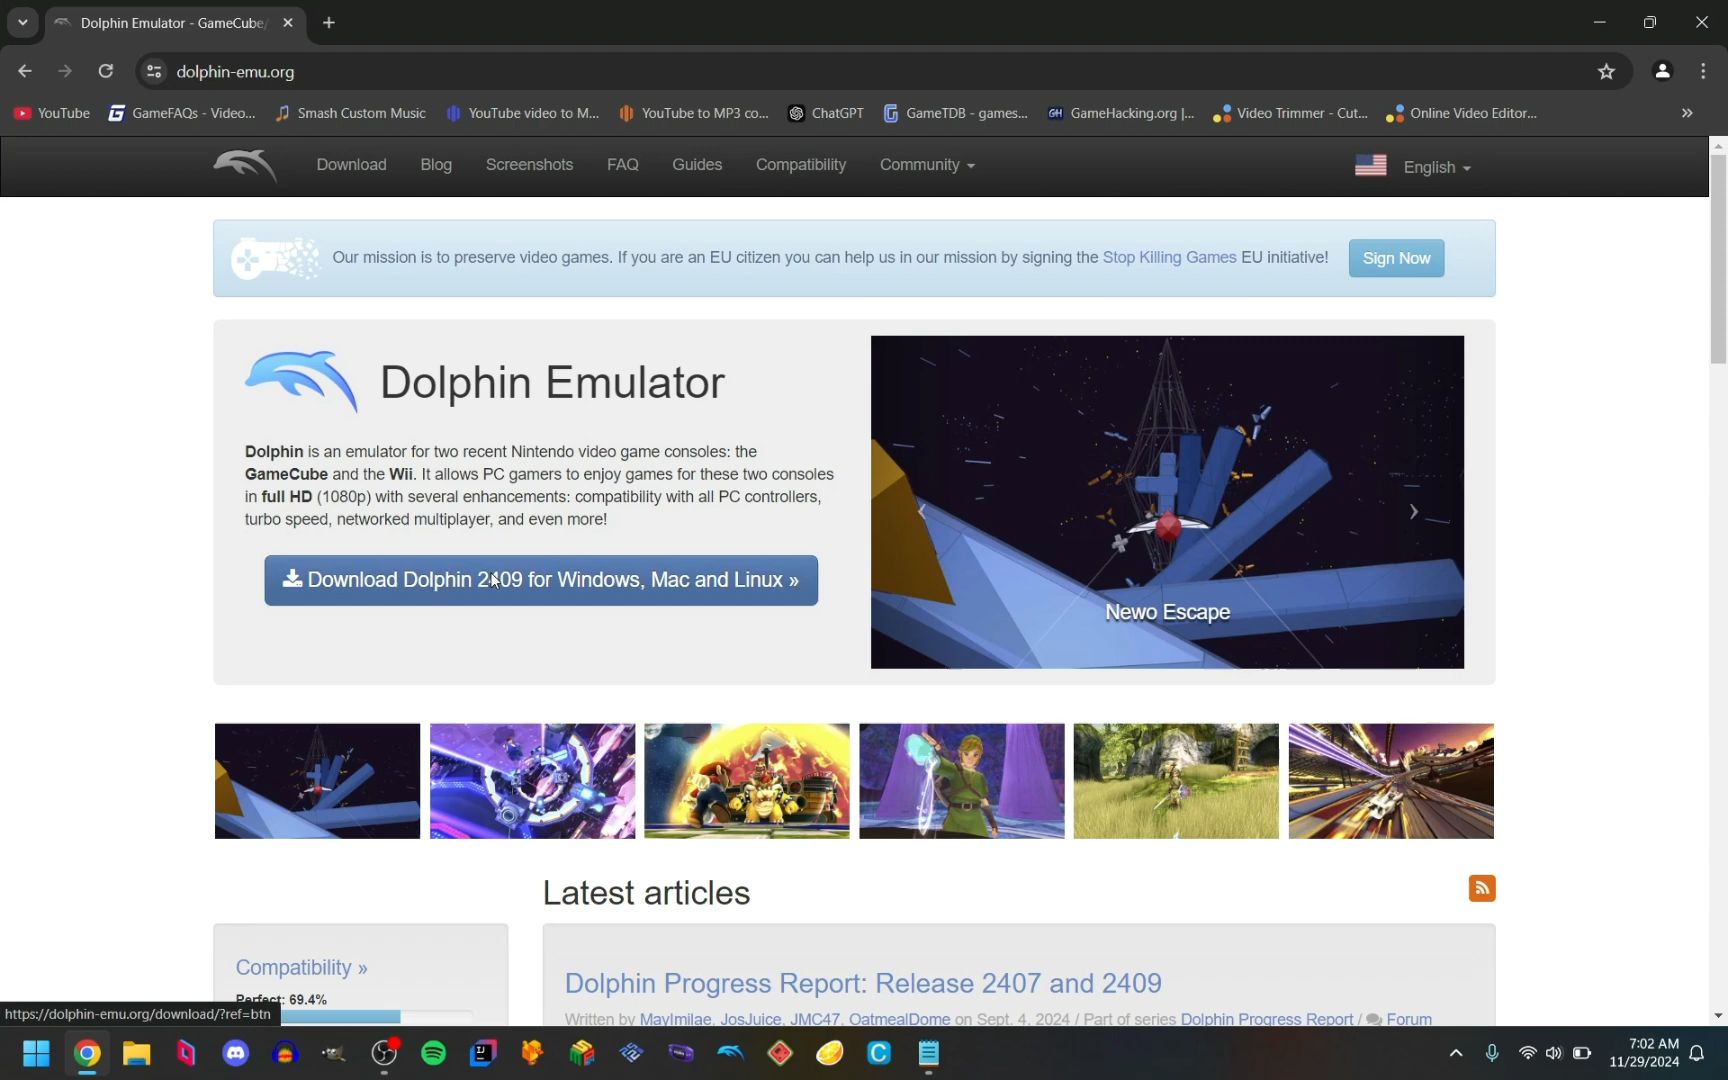 Dolphin Emulator - GameCube/
dolphin-emu.org
YouTube
GameFAQs - Video...
Smash Custom Music
YouTube video to M...
YouTube to MP3 co...
ChatGPT
GameTDB - games...
GameHacking.org |...
Video Trimmer - Cut...
Online Video Editor...
Download
Blog
Screenshots
FAQ
Guides
Compatibility
Community
English
Our mission is to preserve video games. If you are an EU citizen you can help us in our mission by signing the Stop Killing Games EU initiative!
Sign Now
Dolphin Emulator
Dolphin is an emulator for two recent Nintendo video game consoles: the
GameCube and the Wii. It allows PC gamers to enjoy games for these two consoles
in full HD (1080p) with several enhancements: compatibility with all PC controllers,
turbo speed, networked multiplayer, and even more!
Download Dolphin 2409 for Windows, Mac and Linux »
Newo Escape
Latest articles
Compatibility »
Perfect: 69.4%
Dolphin Progress Report: Release 2407 and 2409
Written by MayImilae, JosJuice, JMC47, OatmealDome on Sept. 4, 2024 / Part of series Dolphin Progress Report / Forum
https://dolphin-emu.org/download/?ref=btn
7:02 AM
11/29/2024